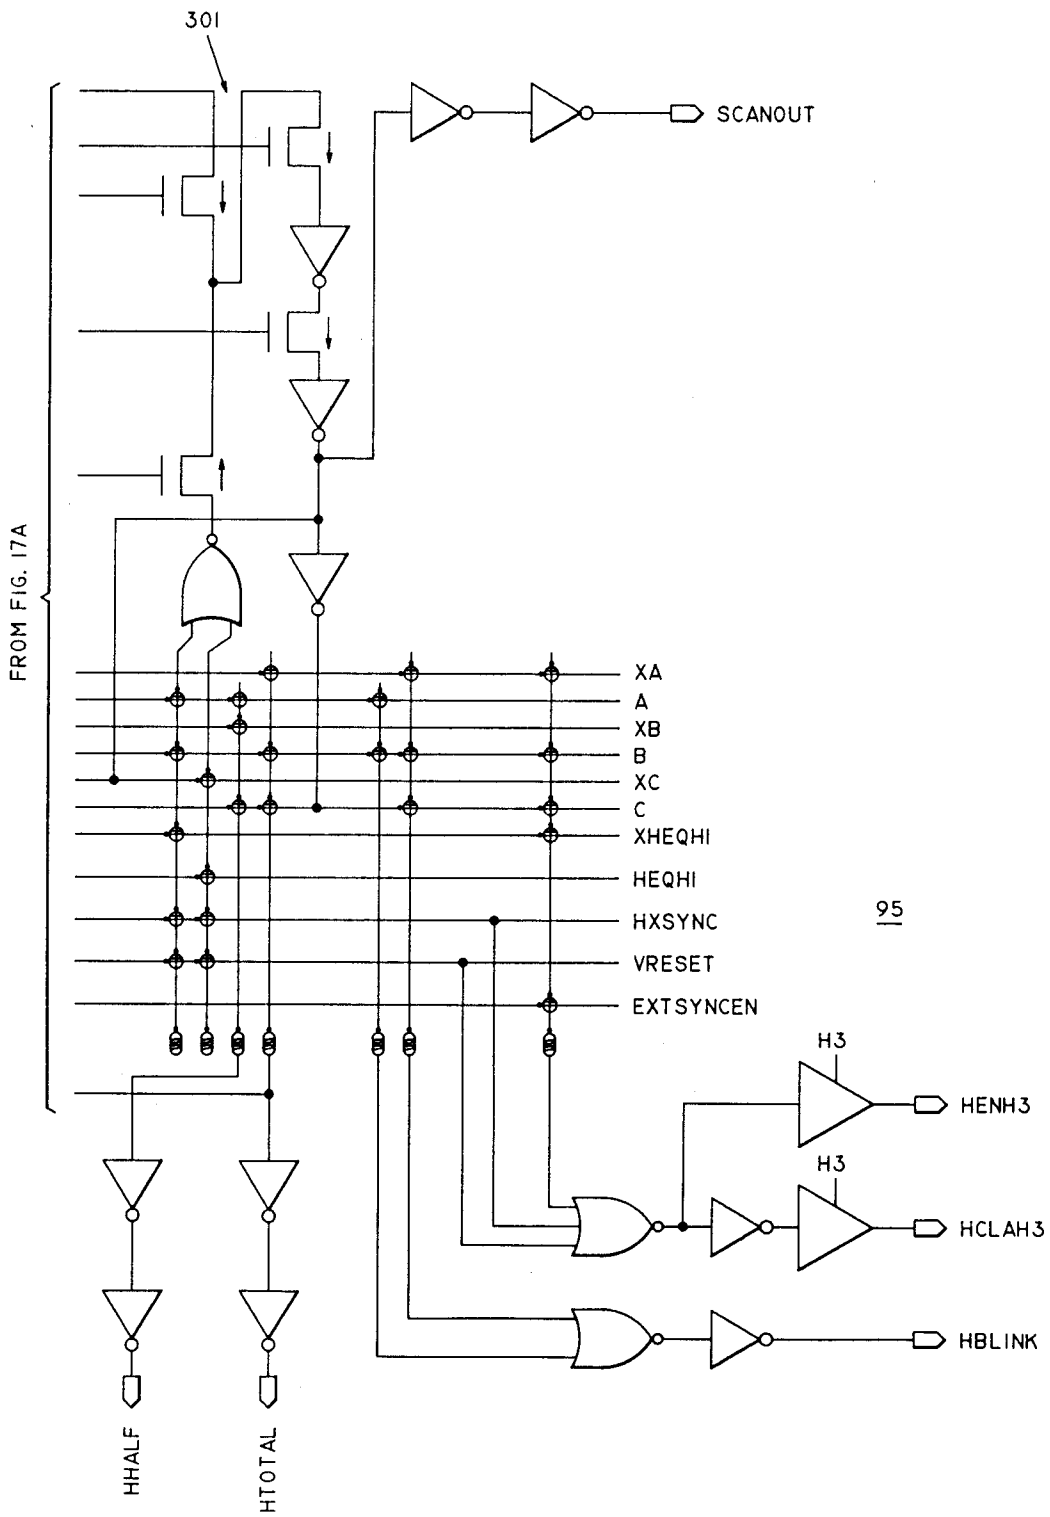 301
SCANOUT
FROM FIG. 17A
XA
A
XB
B
XC
C
XHEQHI
HEQHI
HXSYNC
95
VRESET
EXTSYNCEN
H3
HENH3
H3
HCLAH3
HBLINK
HHALF
HTOTAL